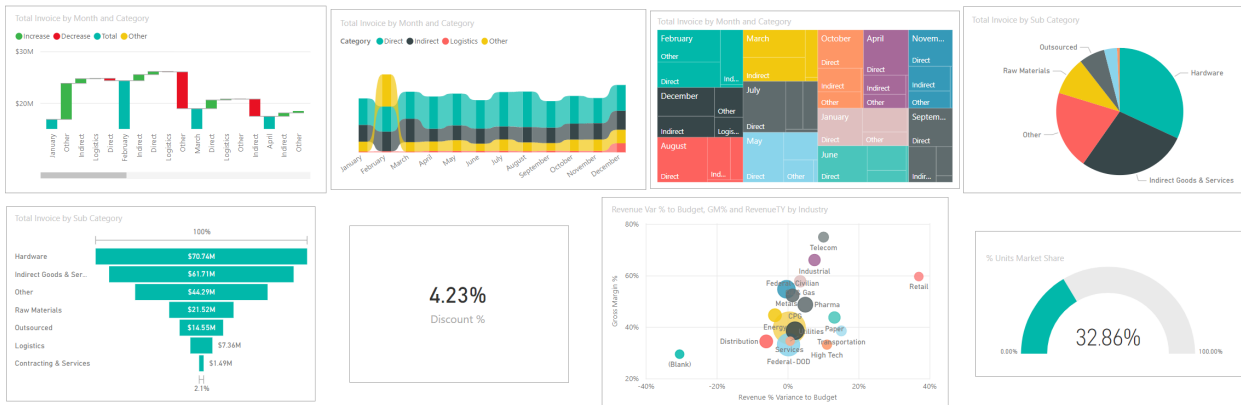 Total Invoice by Month and Category
Increase Decrease Total Other
$30M
$20M
January
Other
Indirect
Logistics
Direct
February
Indirect
Indirect
Direct
Logistics
Other
March
Direct
Indirect
Logistics
Other
Indirect
April
Indirect
Other
Total Invoice by Month and Category
Category Direct Indirect Logistics Other
January
February
March
April
May
June
July
August
September
October
November
December
Total Invoice by Month and Category
February
Other
Direct
Ind...
December
Other
Indirect
Logis...
August
Direct
Ind...
March
Indirect
July
Direct
May
Direct
Other
October
Direct
Indirect
Other
January
Direct
Other
June
Direct
April
Direct
Indirect
Other
Novem...
Direct
Indirect
Other
Septem...
Direct
Indir...
Total Invoice by Sub Category
Outsourced
Raw Materials
Other
Hardware
Indirect Goods & Services
Total Invoice by Sub Category
100%
Hardware $70.74M
Indirect Goods & Ser... $61.71M
Other $44.29M
Raw Materials $21.52M
Outsourced $14.55M
Logistics $7.36M
Contracting & Services $1.49M
2.1%
4.23%
Discount %
Revenue Var % to Budget, GM% and RevenueTY by Industry
Gross Margin %
80%
60%
40%
20%
Telecom
Industrial
Retail
Federal
Civilian
& Gas
Metals
Pharma
CPG
Energy
Utilities
Paper
Distribution
Services
Transportation
(Blank)
Federal-DOD
High Tech
-40% -20% 0% 20% 40%
Revenue % Variance to Budget
% Units Market Share
32.86%
0.00% 100.00%